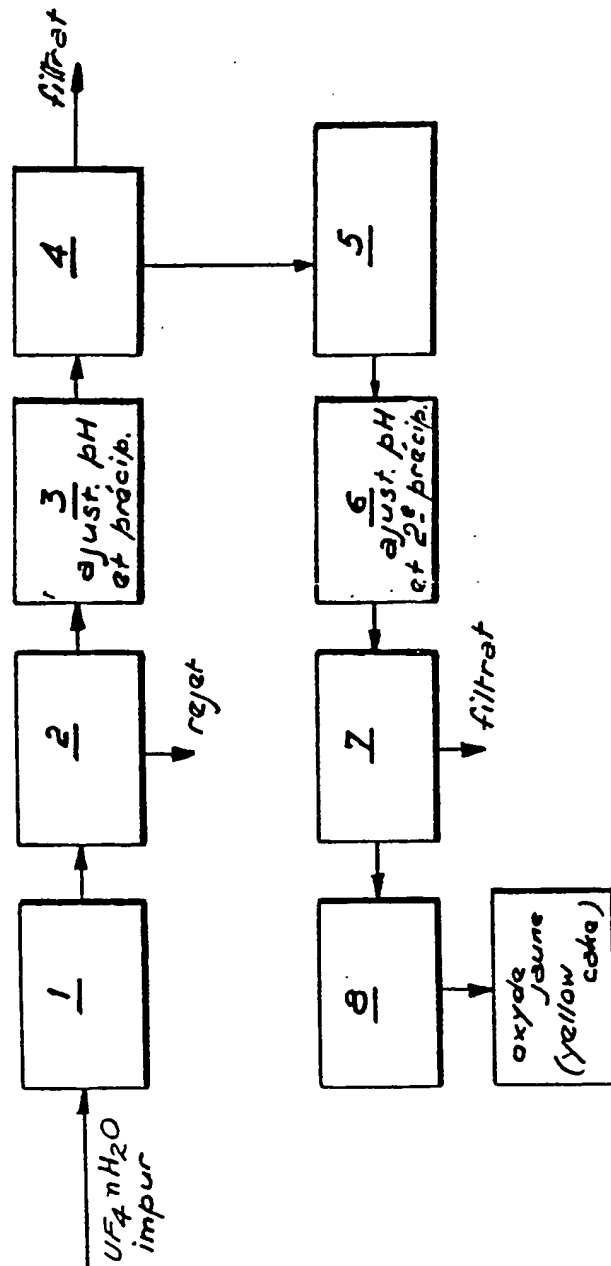 UF4 nH2O
impur
1
2
rejet
3
ajust. pH
et précip.
4
filtrat
5
6
ajust. pH
et 2e précip.
7
filtrat
8
oxyde
jaune
(yellow
cake)